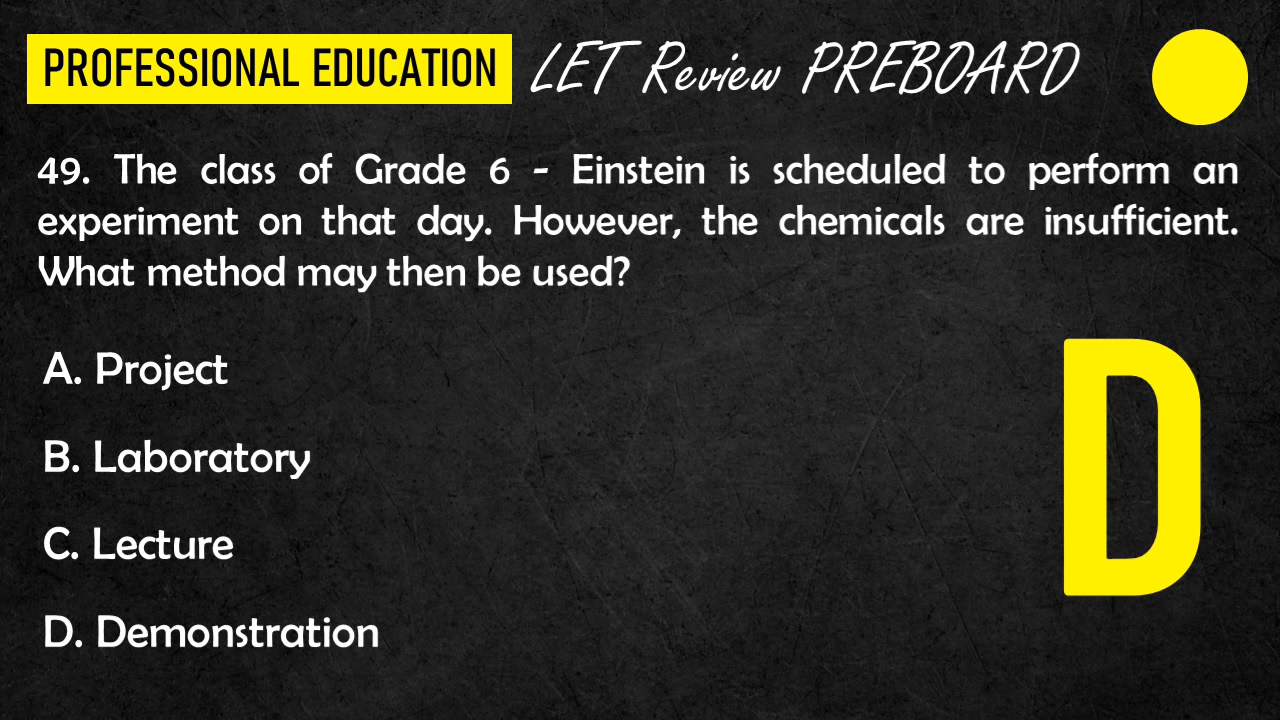 PROFESSIONAL EDUCATION LET Review PREBOARD
49. The class of Grade 6 - Einstein is scheduled to perform an
experiment on that day. However, the chemicals are insufficient.
What method may then be used?
A. Project
B. Laboratory
C. Lecture
D. Demonstration
D